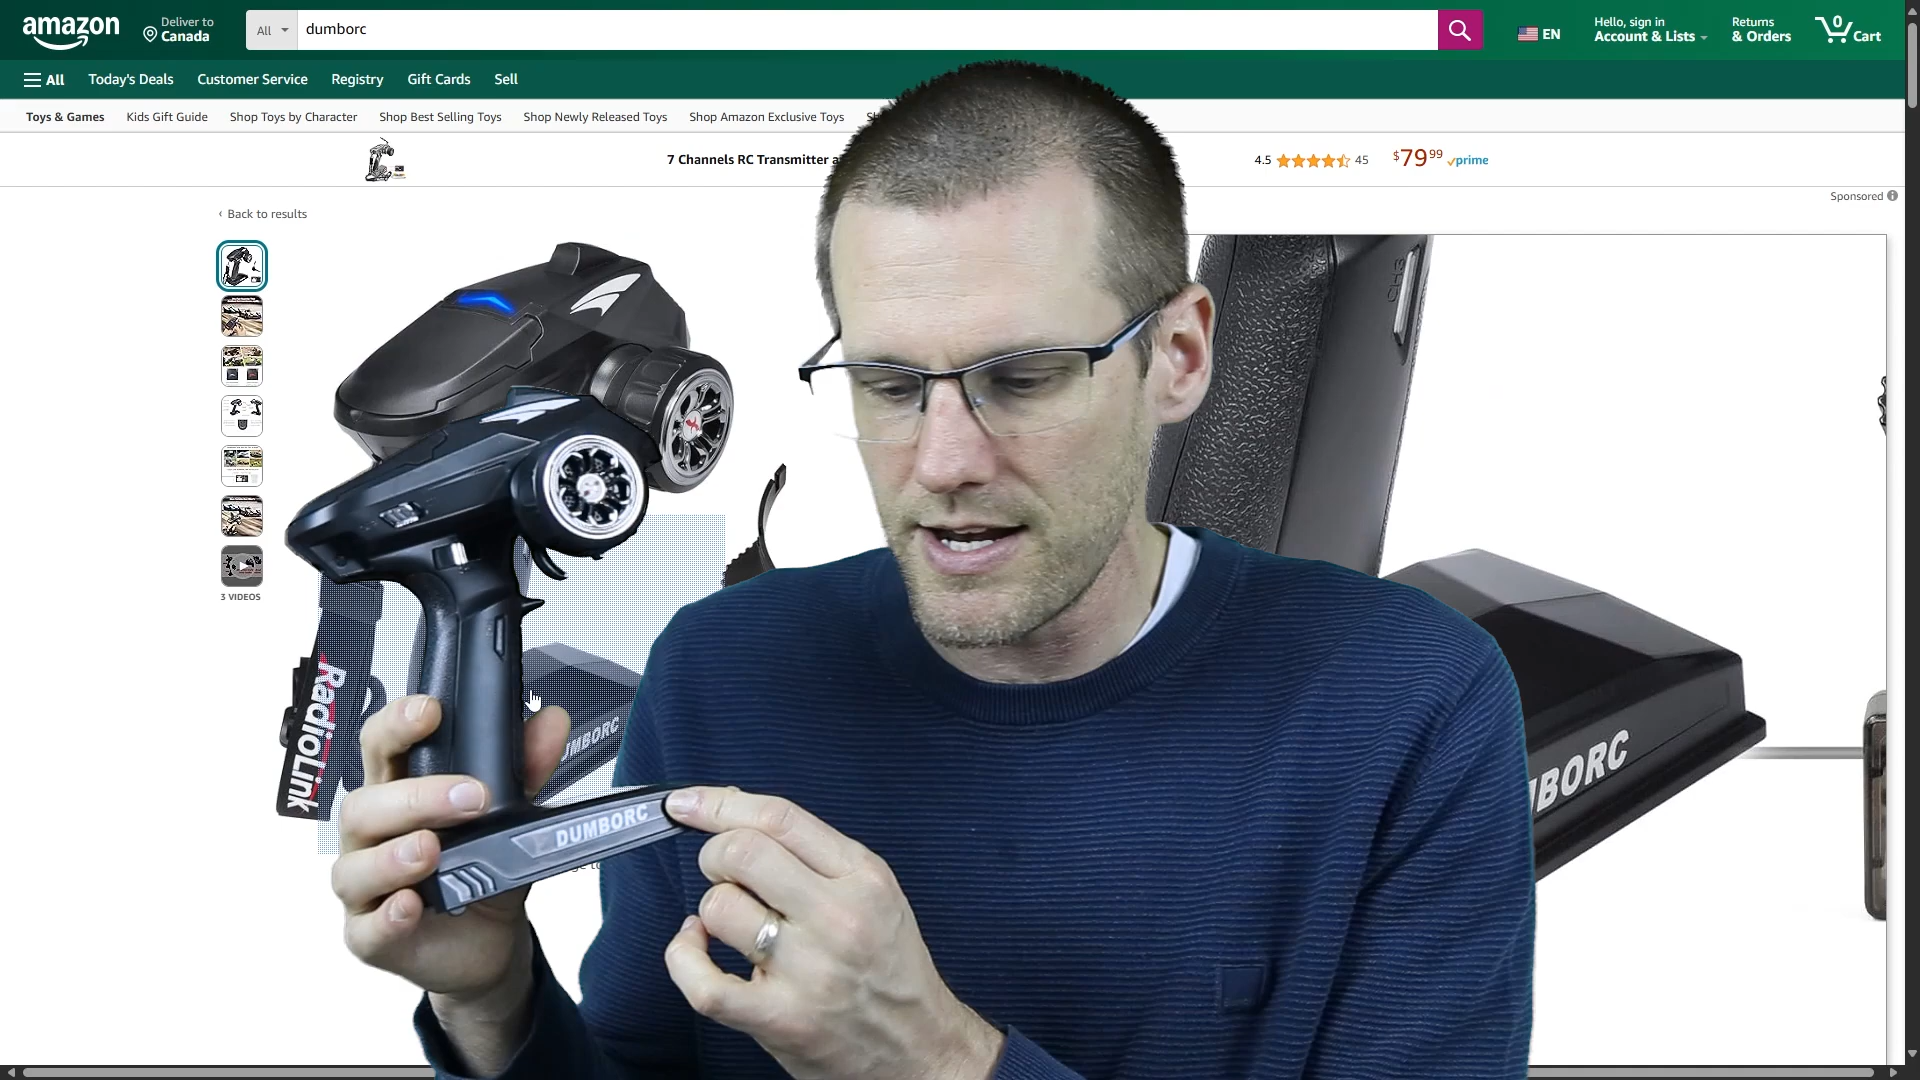 amazon
Deliver to
Canada
All
dumborc
EN
Hello, sign in
Account & Lists
Returns
& Orders
0
Cart
All
Today's Deals
Customer Service
Registry
Gift Cards
Sell
Toys & Games
Kids Gift Guide
Shop Toys by Character
Shop Best Selling Toys
Shop Newly Released Toys
Shop Amazon Exclusive Toys
7 Channels RC Transmitter
4.5
45
$79.99
prime
Sponsored
‹ Back to results
CH3
3 VIDEOS
RadioLink
UMBORC
DUMBORC
BORC